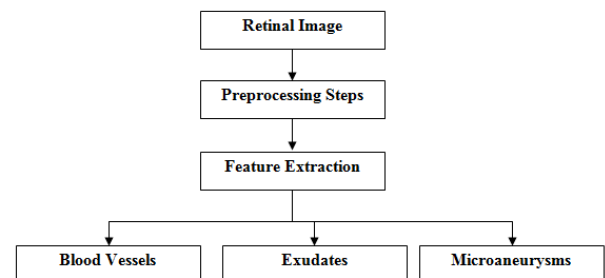 Retinal Image
Preprocessing Steps
Feature Extraction
Blood Vessels
Exudates
Microaneurysms